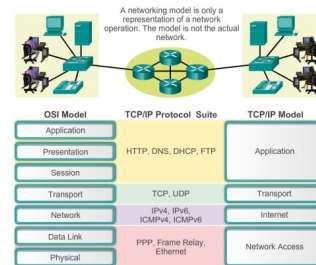 A networking model is only a
representation of a network
operation. The model is not the actual
network.
OSI Model
TCP/IP Protocol Suite
TCP/IP Model
Application
Presentation
Session
Transport
Network
Data Link
Physical
HTTP, DNS, DHCP, FTP
TCP, UDP
IPv4, IPv6,
ICMPv4, ICMPv6
PPP, Frame Relay,
Ethernet
Application
Transport
Internet
Network Access